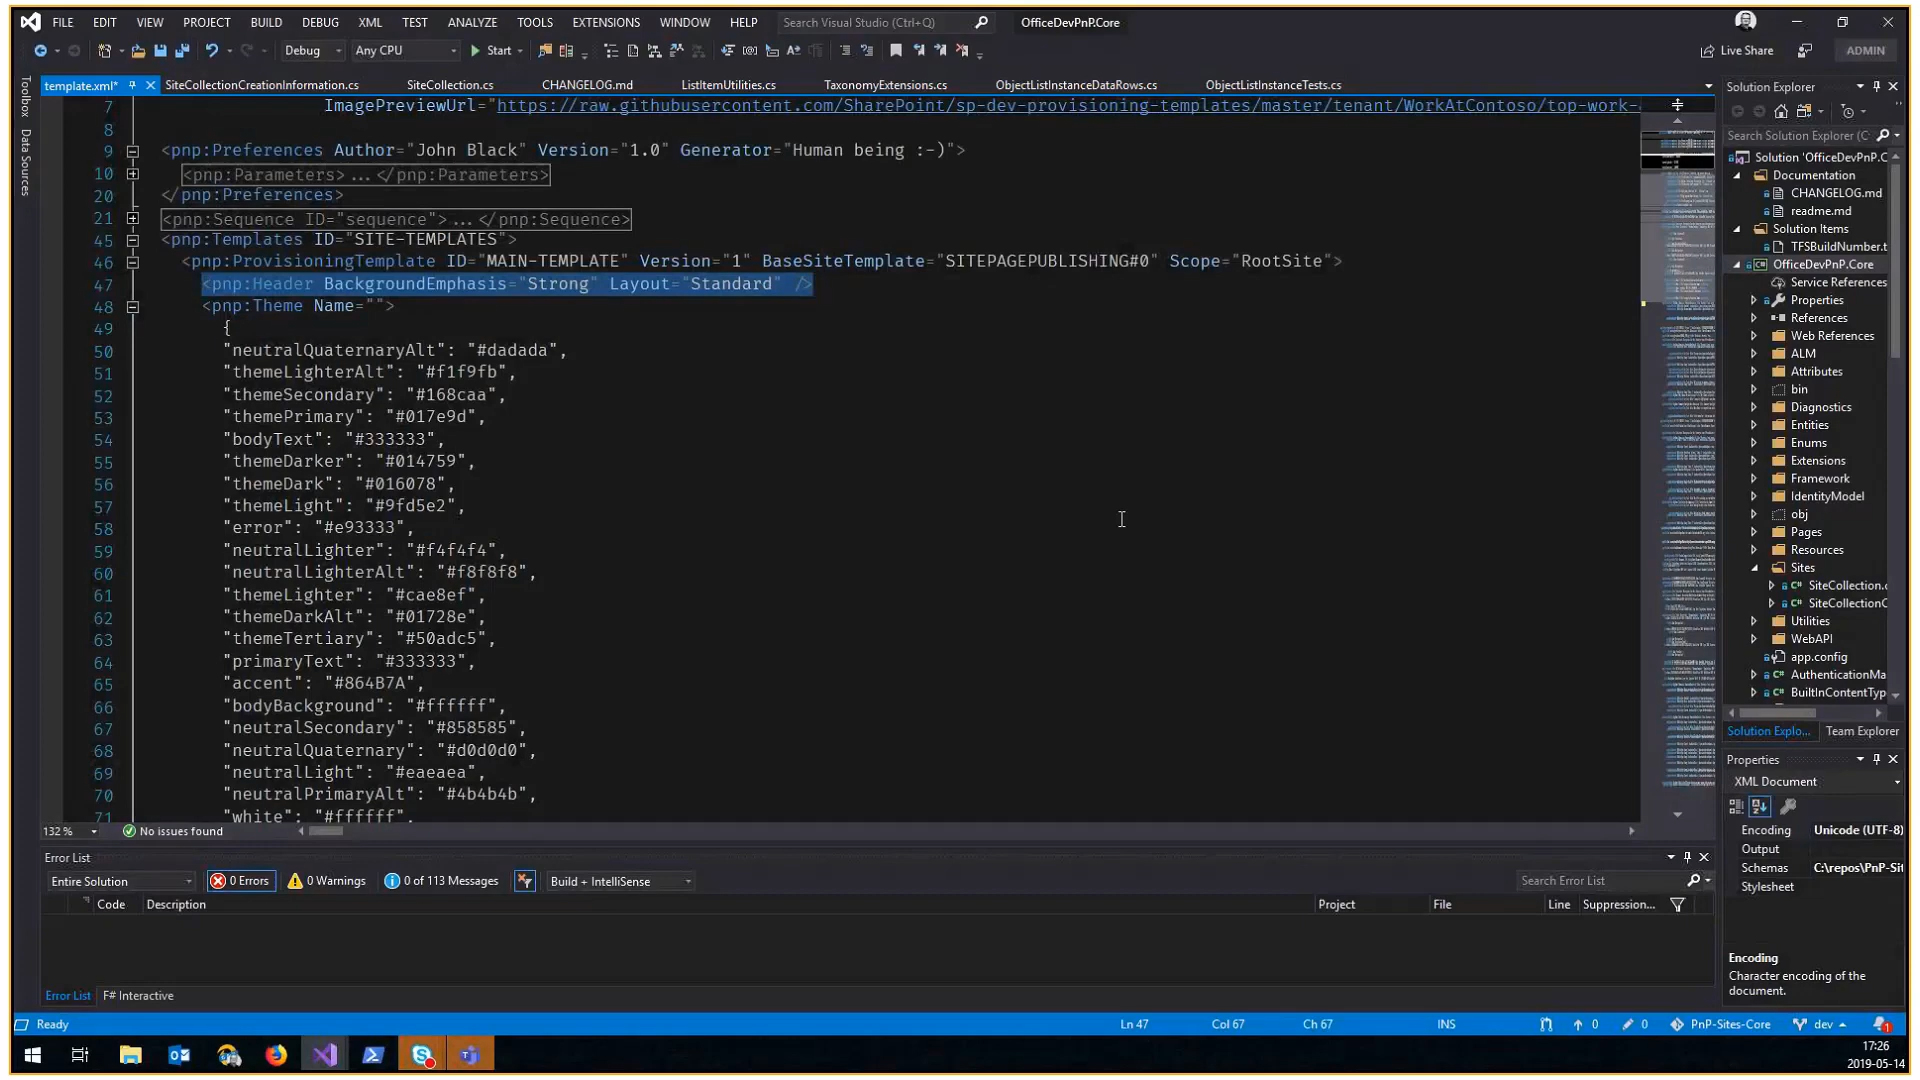 FILE EDIT VIEW PROJECT BUILD DEBUG XML TEST ANALYZE TOOLS EXTENSIONS WINDOW HELP Search Visual Studio (Ctrl+Q) OfficeDevPnP.Core
Debug Any CPU Start Live Share ADMIN
template.xml* SiteCollectionCreationInformation.cs SiteCollection.cs CHANGELOG.md ListItemUtilities.cs TaxonomyExtensions.cs ObjectListInstanceDataRows.cs ObjectListInstanceTests.cs
Toolbox
Data Sources
7 ImagePreviewUrl="https://raw.githubusercontent.com/SharePoint/sp-dev-provisioning-templates/master/tenant/WorkAtContoso/top-work-
8
9 <pnp:Preferences Author="John Black" Version="1.0" Generator="Human being :-)">
10 <pnp:Parameters>...</pnp:Parameters>
20 </pnp:Preferences>
21 <pnp:Sequence ID="sequence">...</pnp:Sequence>
45 <pnp:Templates ID="SITE-TEMPLATES">
46 <pnp:ProvisioningTemplate ID="MAIN-TEMPLATE" Version="1" BaseSiteTemplate="SITEPAGEPUBLISHING#0" Scope="RootSite">
47 <pnp:Header BackgroundEmphasis="Strong" Layout="Standard" />
48 <pnp:Theme Name="">
49 {
50 "neutralQuaternaryAlt": "#dadada",
51 "themeLighterAlt": "#f1f9fb",
52 "themeSecondary": "#168caa",
53 "themePrimary": "#017e9d",
54 "bodyText": "#333333",
55 "themeDarker": "#014759",
56 "themeDark": "#016078",
57 "themeLight": "#9fd5e2",
58 "error": "#e93333",
59 "neutralLighter": "#f4f4f4",
60 "neutralLighterAlt": "#f8f8f8",
61 "themeLighter": "#cae8ef",
62 "themeDarkAlt": "#01728e",
63 "themeTertiary": "#50adc5",
64 "primaryText": "#333333",
65 "accent": "#864B7A",
66 "bodyBackground": "#ffffff",
67 "neutralSecondary": "#858585",
68 "neutralQuaternary": "#d0d0d0",
69 "neutralLight": "#eaeaea",
70 "neutralPrimaryAlt": "#4b4b4b",
71 "white": "#ffffff",
132 % No issues found
Error List
Entire Solution 0 Errors 0 Warnings 0 of 113 Messages Build + IntelliSense Search Error List
Code Description Project File Line Suppression...
Error List F# Interactive
Solution Explorer
Search Solution Explorer (C
Solution 'OfficeDevPnP.C
Documentation
CHANGELOG.md
readme.md
Solution Items
TFSBuildNumber.t
OfficeDevPnP.Core
Service References
Properties
References
Web References
ALM
Attributes
bin
Diagnostics
Entities
Enums
Extensions
Framework
IdentityModel
obj
Pages
Resources
Sites
SiteCollection.c
SiteCollectionC
Utilities
WebAPI
app.config
AuthenticationMa
BuiltInContentTyp
Solution Explo... Team Explorer
Properties
XML Document
Encoding Unicode (UTF-8)
Output
Schemas C:\repos\PnP-Sit
Stylesheet
Encoding
Character encoding of the
document.
Ready Ln 47 Col 67 Ch 67 INS 0 0 PnP-Sites-Core dev 1
17:26
2019-05-14